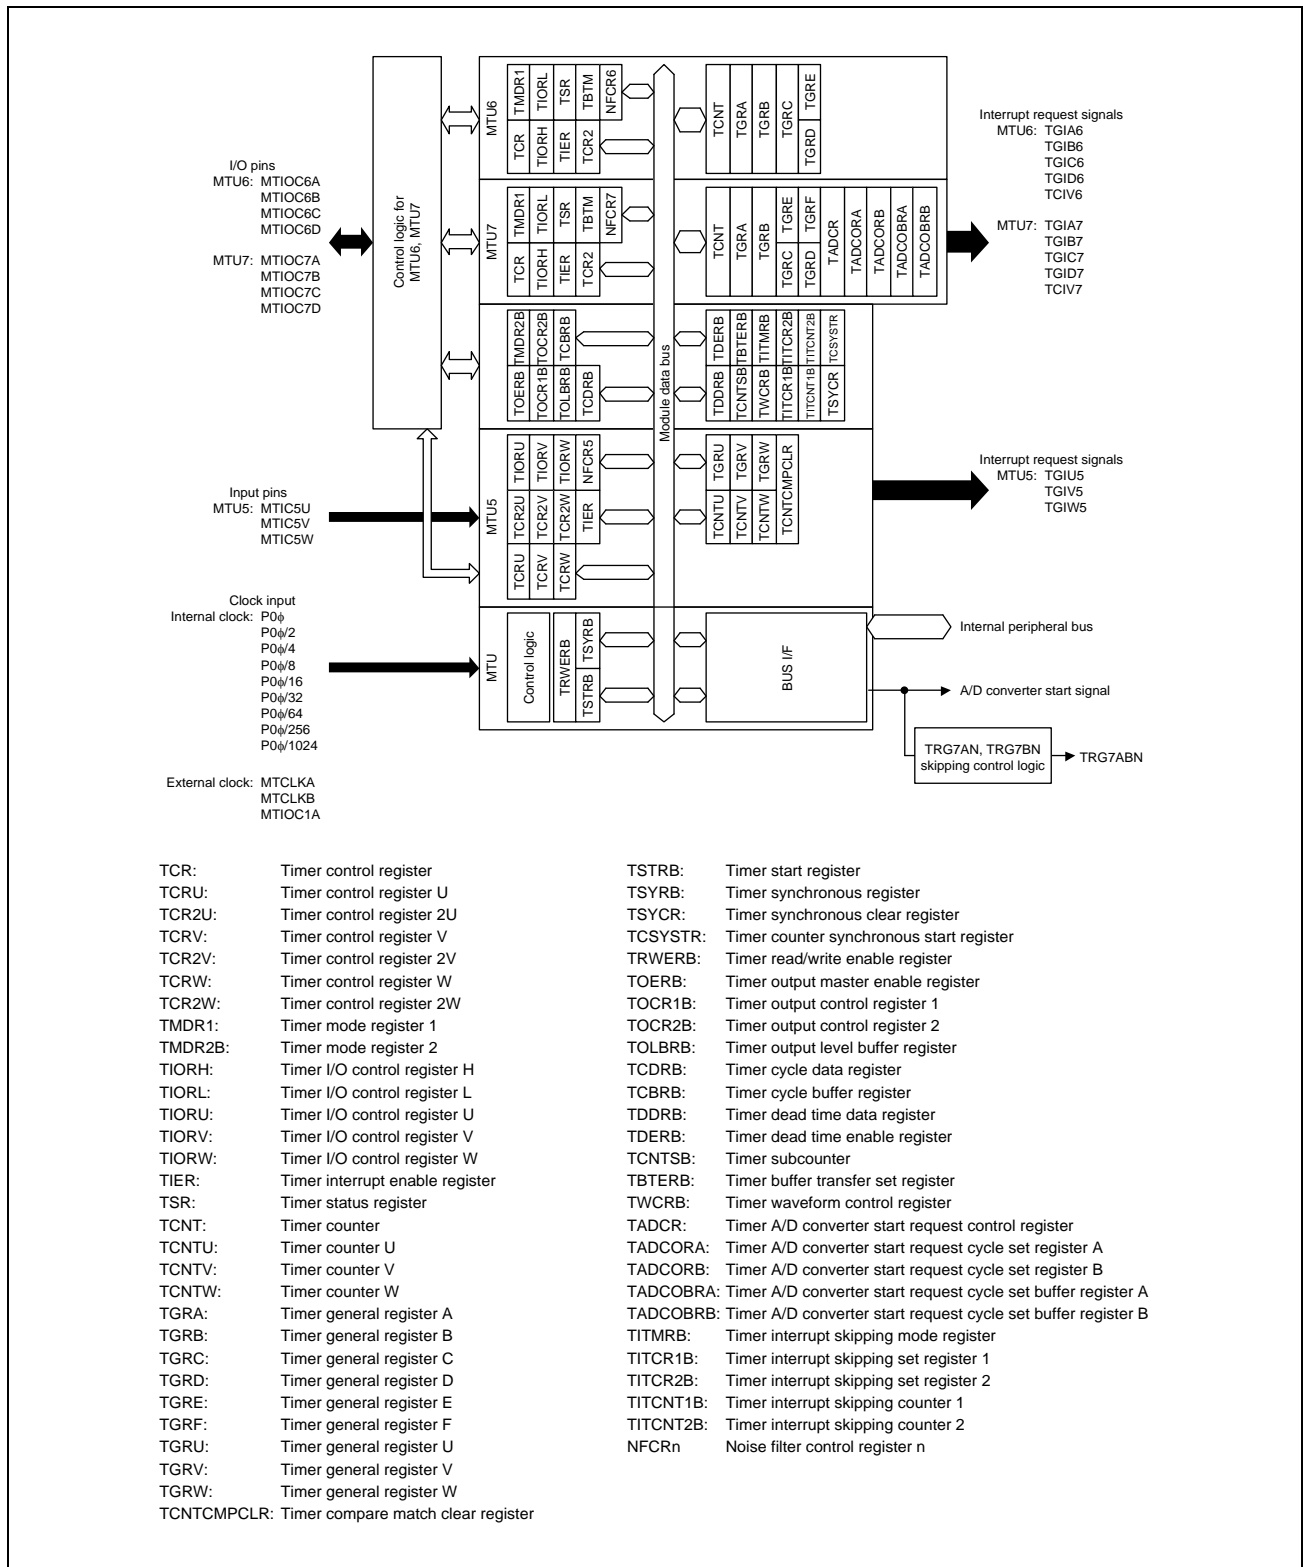 I/O pins
MTU6: MTIOC6A
MTIOC6B
MTIOC6C
MTIOC6D
MTU7: MTIOC7A
MTIOC7B
MTIOC7C
MTIOC7D
Input pins
MTU5: MTIC5U
MTIC5V
MTIC5W
Clock input
Internal clock: P0ϕ
P0ϕ/2
P0ϕ/4
P0ϕ/8
P0ϕ/16
P0ϕ/32
P0ϕ/64
P0ϕ/256
P0ϕ/1024
External clock: MTCLKA
MTCLKB
MTIOC1A
Control logic for
MTU6, MTU7
MTU6
TMDR1
TIORL
TSR
TBTM
NFCR6
TCR
TIORH
TIER
TCR2
TCNT
TGRA
TGRB
TGRC
TGRE
TGRD
MTU7
TMDR1
TIORL
TSR
TBTM
NFCR7
TCR
TIORH
TIER
TCR2
TCNT
TGRA
TGRB
TGRE
TGRF
TGRC
TGRD
TADCR
TADCORA
TADCORB
TADCOBRA
TADCOBRB
TMDR2B
TOCR2B
TCBRB
TOERB
TOCR1B
TOLBRB
TCDRB
TDERB
TBTERB
TITMRB
TITCR2B
TITCNT2B
TCSYSTR
TDDRB
TCNTSB
TWCRB
TITCR1B
TITCNT1B
TSYCR
Module data bus
MTU5
TIORU
TIORV
TIORW
NFCR5
TCR2U
TCR2V
TCR2W
TIER
TCRU
TCRV
TCRW
TGRU
TGRV
TGRW
TCNTU
TCNTV
TCNTW
TCNTCMPCLR
MTU
Control logic
TRWERB
TSYRB
TSTRB
BUS I/F
Interrupt request signals
MTU6: TGIA6
TGIB6
TGIC6
TGID6
TCIV6
MTU7: TGIA7
TGIB7
TGIC7
TGID7
TCIV7
Interrupt request signals
MTU5: TGIU5
TGIV5
TGIW5
Internal peripheral bus
A/D converter start signal
TRG7AN, TRG7BN
skipping control logic
TRG7ABN
TCR: Timer control register
TCRU: Timer control register U
TCR2U: Timer control register 2U
TCRV: Timer control register V
TCR2V: Timer control register 2V
TCRW: Timer control register W
TCR2W: Timer control register 2W
TMDR1: Timer mode register 1
TMDR2B: Timer mode register 2
TIORH: Timer I/O control register H
TIORL: Timer I/O control register L
TIORU: Timer I/O control register U
TIORV: Timer I/O control register V
TIORW: Timer I/O control register W
TIER: Timer interrupt enable register
TSR: Timer status register
TCNT: Timer counter
TCNTU: Timer counter U
TCNTV: Timer counter V
TCNTW: Timer counter W
TGRA: Timer general register A
TGRB: Timer general register B
TGRC: Timer general register C
TGRD: Timer general register D
TGRE: Timer general register E
TGRF: Timer general register F
TGRU: Timer general register U
TGRV: Timer general register V
TGRW: Timer general register W
TCNTCMPCLR: Timer compare match clear register
TSTRB: Timer start register
TSYRB: Timer synchronous register
TSYCR: Timer synchronous clear register
TCSYSTR: Timer counter synchronous start register
TRWERB: Timer read/write enable register
TOERB: Timer output master enable register
TOCR1B: Timer output control register 1
TOCR2B: Timer output control register 2
TOLBRB: Timer output level buffer register
TCDRB: Timer cycle data register
TCBRB: Timer cycle buffer register
TDDRB: Timer dead time data register
TDERB: Timer dead time enable register
TCNTSB: Timer subcounter
TBTERB: Timer buffer transfer set register
TWCRB: Timer waveform control register
TADCR: Timer A/D converter start request control register
TADCORA: Timer A/D converter start request cycle set register A
TADCORB: Timer A/D converter start request cycle set register B
TADCOBRA: Timer A/D converter start request cycle set buffer register A
TADCOBRB: Timer A/D converter start request cycle set buffer register B
TITMRB: Timer interrupt skipping mode register
TITCR1B: Timer interrupt skipping set register 1
TITCR2B: Timer interrupt skipping set register 2
TITCNT1B: Timer interrupt skipping counter 1
TITCNT2B: Timer interrupt skipping counter 2
NFCRn Noise filter control register n